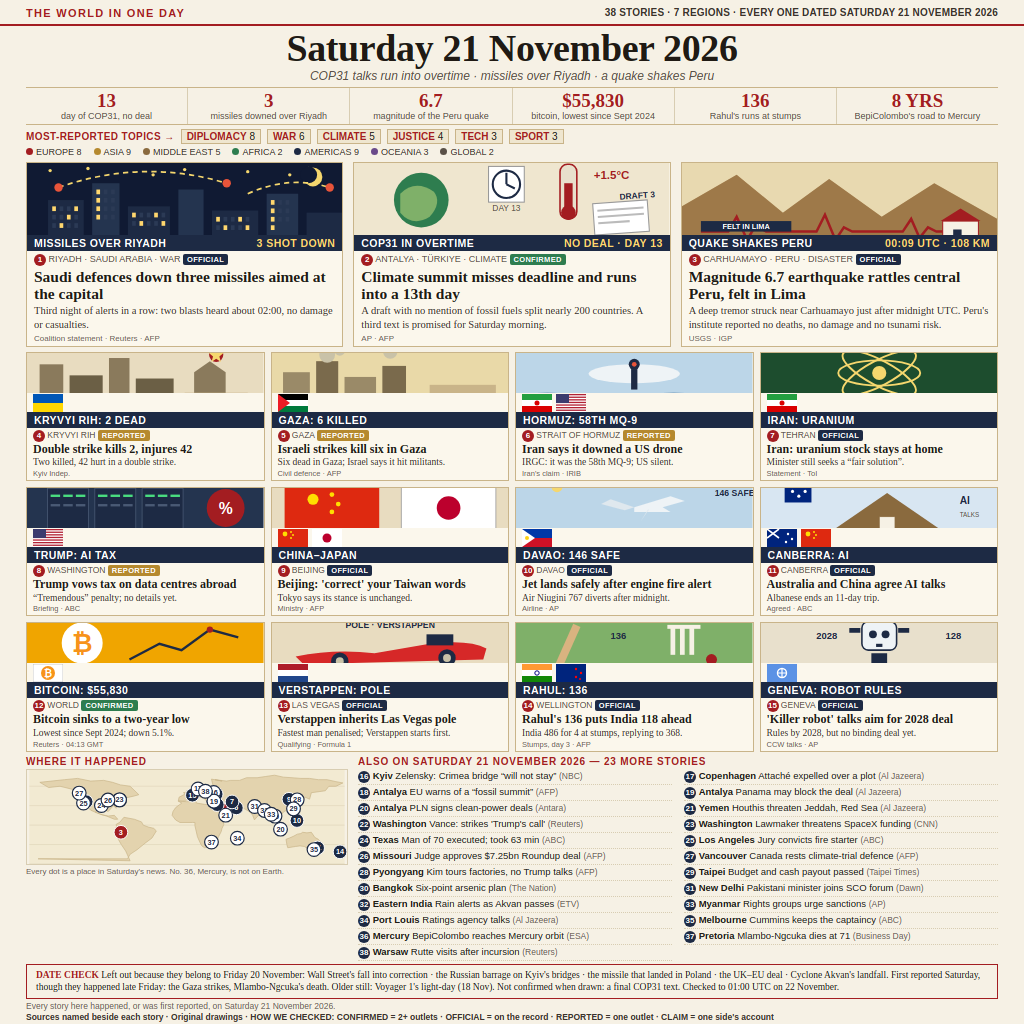 THE WORLD IN ONE DAY
38 STORIES · 7 REGIONS · EVERY ONE DATED SATURDAY 21 NOVEMBER 2026
Saturday 21 November 2026
COP31 talks run into overtime · missiles over Riyadh · a quake shakes Peru
13
day of COP31, no deal
3
missiles downed over Riyadh
6.7
magnitude of the Peru quake
$55,830
bitcoin, lowest since Sept 2024
136
Rahul's runs at stumps
8 YRS
BepiColombo's road to Mercury
MOST-REPORTED TOPICS → DIPLOMACY 8 WAR 6 CLIMATE 5 JUSTICE 4 TECH 3 SPORT 3
EUROPE 8 ASIA 9 MIDDLE EAST 5 AFRICA 2 AMERICAS 9 OCEANIA 3 GLOBAL 2
MISSILES OVER RIYADH 3 SHOT DOWN
1 RIYADH · SAUDI ARABIA · WAR OFFICIAL
Saudi defences down three missiles aimed at
the capital
Third night of alerts in a row: two blasts heard about 02:00, no damage
or casualties.
Coalition statement · Reuters · AFP
DAY 13
+1.5°C
DRAFT 3
COP31 IN OVERTIME NO DEAL · DAY 13
2 ANTALYA · TÜRKIYE · CLIMATE CONFIRMED
Climate summit misses deadline and runs
into a 13th day
A draft with no mention of fossil fuels split nearly 200 countries. A
third text is promised for Saturday morning.
AP · AFP
FELT IN LIMA
QUAKE SHAKES PERU 00:09 UTC · 108 KM
3 CARHUAMAYO · PERU · DISASTER OFFICIAL
Magnitude 6.7 earthquake rattles central
Peru, felt in Lima
A deep tremor struck near Carhuamayo just after midnight UTC. Peru's
institute reported no deaths, no damage and no tsunami risk.
USGS · IGP
KRYVYI RIH: 2 DEAD
4 KRYVYI RIH REPORTED
Double strike kills 2, injures 42
Two killed, 42 hurt in a double strike.
Kyiv Indep.
GAZA: 6 KILLED
5 GAZA REPORTED
Israeli strikes kill six in Gaza
Six dead in Gaza; Israel says it hit militants.
Civil defence · AFP
HORMUZ: 58TH MQ-9
6 STRAIT OF HORMUZ REPORTED
Iran says it downed a US drone
IRGC: it was the 58th MQ-9; US silent.
Iran's claim · IRIB
IRAN: URANIUM
7 TEHRAN OFFICIAL
Iran: uranium stock stays at home
Minister still seeks a “fair solution”.
Statement · ToI
%
TRUMP: AI TAX
8 WASHINGTON REPORTED
Trump vows tax on data centres abroad
“Tremendous” penalty; no details yet.
Briefing · ABC
CHINA–JAPAN
9 BEIJING OFFICIAL
Beijing: 'correct' your Taiwan words
Tokyo says its stance is unchanged.
Ministry · AFP
146 SAFE
DAVAO: 146 SAFE
10 DAVAO OFFICIAL
Jet lands safely after engine fire alert
Air Niugini 767 diverts after midnight.
Airline · AP
AI
TALKS
CANBERRA: AI
11 CANBERRA OFFICIAL
Australia and China agree AI talks
Albanese ends an 11-day trip.
Agreed · ABC
₿
₿
BITCOIN: $55,830
12 WORLD CONFIRMED
Bitcoin sinks to a two-year low
Lowest since Sept 2024; down 5.1%.
Reuters · 04:13 GMT
POLE · VERSTAPPEN
VERSTAPPEN: POLE
13 LAS VEGAS OFFICIAL
Verstappen inherits Las Vegas pole
Fastest man penalised; Verstappen starts first.
Qualifying · Formula 1
136
RAHUL: 136
14 WELLINGTON OFFICIAL
Rahul's 136 puts India 118 ahead
India 486 for 4 at stumps, replying to 368.
Stumps, day 3 · AFP
2028
128
GENEVA: ROBOT RULES
15 GENEVA OFFICIAL
'Killer robot' talks aim for 2028 deal
Rules by 2028, but no binding deal yet.
CCW talks · AP
WHERE IT HAPPENED
27
25
26
23
3
38
19
7
21
37
34
31
33
28
29
10
20
35
14
Every dot is a place in Saturday's news. No. 36, Mercury, is not on Earth.
ALSO ON SATURDAY 21 NOVEMBER 2026 — 23 MORE STORIES
16 Kyiv Zelensky: Crimea bridge “will not stay” (NBC)
18 Antalya EU warns of a “fossil summit” (AFP)
20 Antalya PLN signs clean-power deals (Antara)
22 Washington Vance: strikes 'Trump's call' (Reuters)
24 Texas Man of 70 executed; took 63 min (ABC)
26 Missouri Judge approves $7.25bn Roundup deal (AFP)
28 Pyongyang Kim tours factories, no Trump talks (AFP)
30 Bangkok Six-point arsenic plan (The Nation)
32 Eastern India Rain alerts as Akvan passes (ETV)
34 Port Louis Ratings agency talks (Al Jazeera)
36 Mercury BepiColombo reaches Mercury orbit (ESA)
38 Warsaw Rutte visits after incursion (Reuters)
17 Copenhagen Attaché expelled over a plot (Al Jazeera)
19 Antalya Panama may block the deal (Al Jazeera)
21 Yemen Houthis threaten Jeddah, Red Sea (Al Jazeera)
23 Washington Lawmaker threatens SpaceX funding (CNN)
25 Los Angeles Jury convicts fire starter (ABC)
27 Vancouver Canada rests climate-trial defence (AFP)
29 Taipei Budget and cash payout passed (Taipei Times)
31 New Delhi Pakistani minister joins SCO forum (Dawn)
33 Myanmar Rights groups urge sanctions (AP)
35 Melbourne Cummins keeps the captaincy (ABC)
37 Pretoria Mlambo-Ngcuka dies at 71 (Business Day)
DATE CHECK Left out because they belong to Friday 20 November: Wall Street's fall into correction · the Russian barrage on Kyiv's bridges · the missile that landed in Poland · the UK–EU deal · Cyclone Akvan's landfall. First reported Saturday,
though they happened late Friday: the Gaza strikes, Mlambo-Ngcuka's death. Older still: Voyager 1's light-day (18 Nov). Not confirmed when drawn: a final COP31 text. Checked to 01:00 UTC on 22 November.
Every story here happened, or was first reported, on Saturday 21 November 2026.
Sources named beside each story · Original drawings · HOW WE CHECKED: CONFIRMED = 2+ outlets · OFFICIAL = on the record · REPORTED = one outlet · CLAIM = one side's account